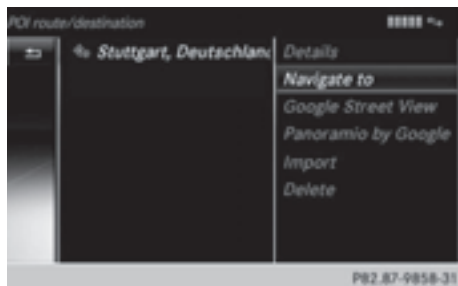 POI route/destination
Stuttgart, Deutschland
Details
Navigate to
Google Street View
Panoramio by Google
Import
Delete
P82.87-9858-31